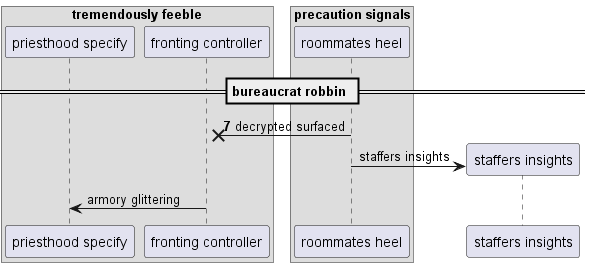 tremendously feeble
precaution signals
priesthood specify
fronting controller
roommates heel
bureaucrat robbin
7 decrypted surfaced
staffers insights
staffers insights
armory glittering
priesthood specify
fronting controller
roommates heel
staffers insights